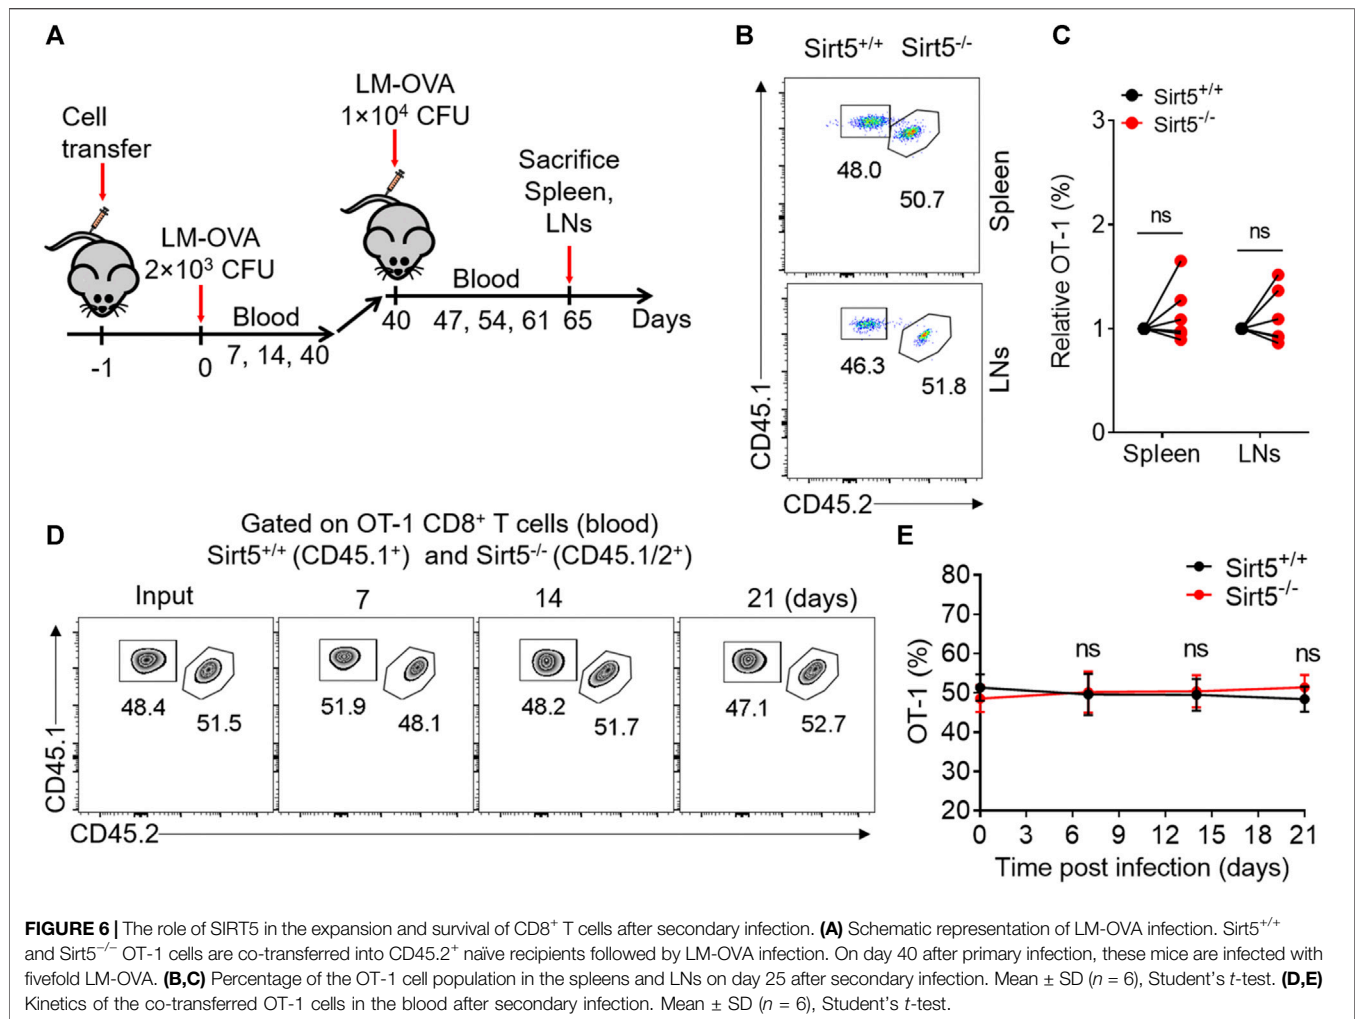 A
Cell
transfer
LM-OVA
2×10³ CFU
Blood
7, 14, 40
-1
0
LM-OVA
1×10⁴ CFU
Sacrifice
Spleen,
LNs
Blood
40
47, 54, 61
65
Days
B
Sirt5⁺/⁺ Sirt5⁻/⁻
48.0
50.7
Spleen
46.3
51.8
LNs
CD45.1
CD45.2
C
Sirt5⁺/⁺
Sirt5⁻/⁻
Relative OT-1 (%)
3
2
1
0
ns
ns
Spleen
LNs
D
Gated on OT-1 CD8⁺ T cells (blood)
Sirt5⁺/⁺ (CD45.1⁺) and Sirt5⁻/⁻ (CD45.1/2⁺)
Input
7
14
21 (days)
48.4
51.5
51.9
48.1
48.2
51.7
47.1
52.7
CD45.1
CD45.2
E
Sirt5⁺/⁺
Sirt5⁻/⁻
OT-1 (%)
80
70
60
50
40
30
20
ns
ns
ns
0 3 6 9 12 15 18 21
Time post infection (days)
FIGURE 6 | The role of SIRT5 in the expansion and survival of CD8⁺ T cells after secondary infection. (A) Schematic representation of LM-OVA infection. Sirt5⁺/⁺
and Sirt5⁻/⁻ OT-1 cells are co-transferred into CD45.2⁺ naïve recipients followed by LM-OVA infection. On day 40 after primary infection, these mice are infected with
fivefold LM-OVA. (B,C) Percentage of the OT-1 cell population in the spleens and LNs on day 25 after secondary infection. Mean ± SD (n = 6), Student's t-test. (D,E)
Kinetics of the co-transferred OT-1 cells in the blood after secondary infection. Mean ± SD (n = 6), Student's t-test.